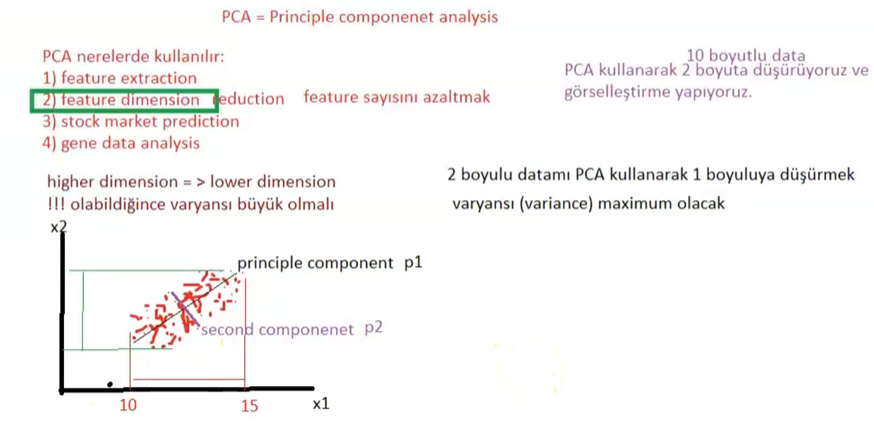 PCA = Principle componenet analysis
PCA nerelerde kullanılır:
1) feature extraction
2) feature dimension reduction feature sayısını azaltmak
3) stock market prediction
4) gene data analysis
10 boyutlu data
PCA kullanarak 2 boyuta düşürüyoruz ve
görselleştirme yapıyoruz.
higher dimension = > lower dimension
!!! olabildiğince varyansı büyük olmalı
2 boyulu datamı PCA kullanarak 1 boyuluya düşürmek
varyansı (variance) maximum olacak
x2
principle component p1
second componenet p2
10
15
x1